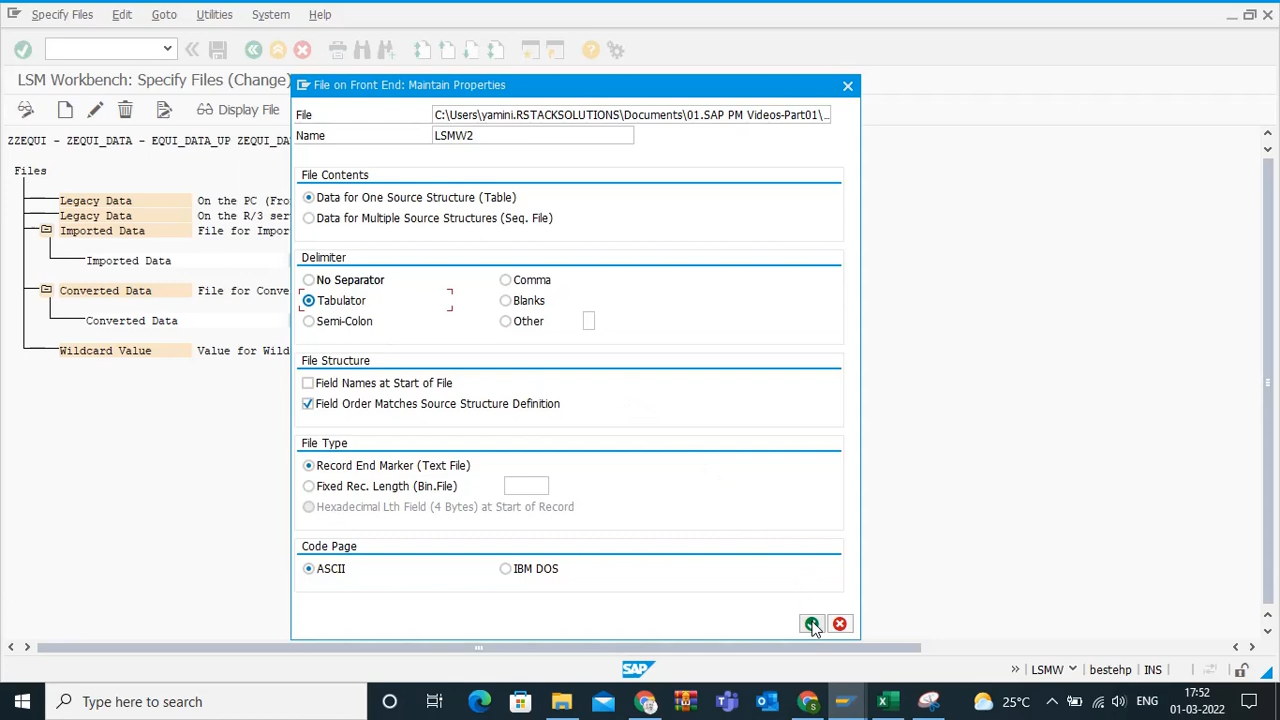 Specify Files Edit Goto Utilities System Help
LSM Workbench: Specify Files (Change)
Display File
File on Front End: Maintain Properties
File C:\Users\yamini.RSTACKSOLUTIONS\Documents\01.SAP PM Videos-Part01\ ..
Name LSMW2
ZZEQUI - ZEQUI_DATA - EQUI_DATA_UP ZEQUI_DATA
Files
Legacy Data On the PC (Fro
Legacy Data On the R/3 ser
Imported Data File for Impor
Imported Data
Converted Data File for Conve
Converted Data
Wildcard Value Value for Wild
File Contents
Data for One Source Structure (Table)
Data for Multiple Source Structures (Seq. File)
Delimiter
No Separator Comma
Tabulator Blanks
Semi-Colon Other
File Structure
Field Names at Start of File
Field Order Matches Source Structure Definition
File Type
Record End Marker (Text File)
Fixed Rec. Length (Bin.File)
Hexadecimal Lth Field (4 Bytes) at Start of Record
Code Page
ASCII IBM DOS
SAP
LSMW bestehp INS
Type here to search
25°C ENG 17:52
01-03-2022